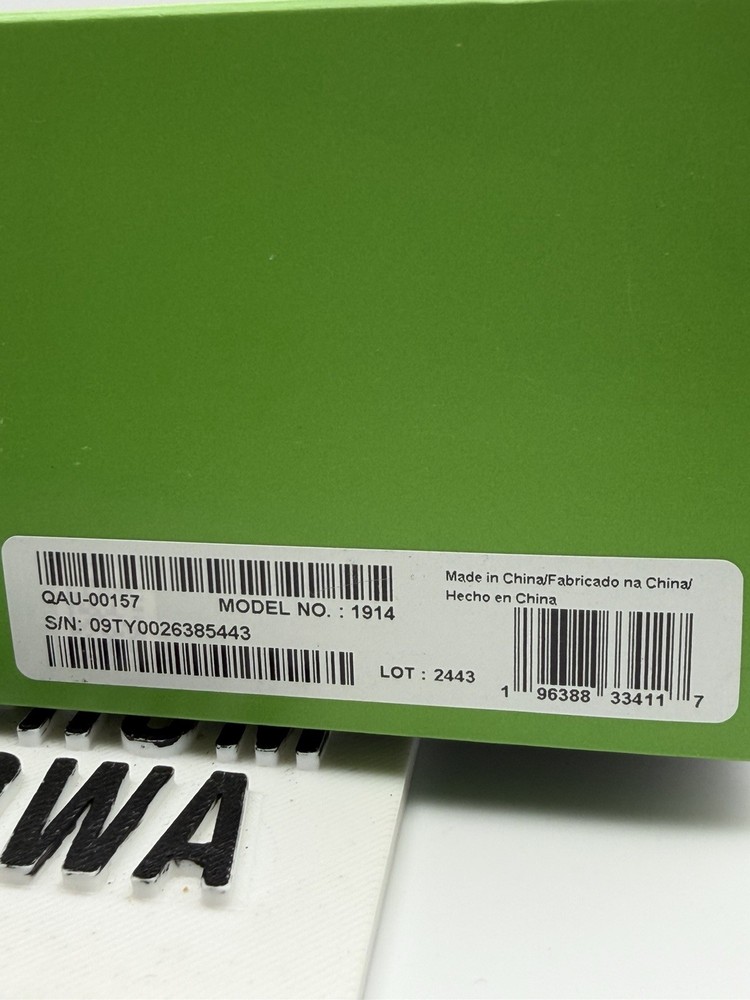 QAU-00157
MODEL NO. : 1914
Made in China/Fabricado na China/
Hecho en China
S/N: 09TY0026385443
LOT : 2443
1 96388 33411 7
WA